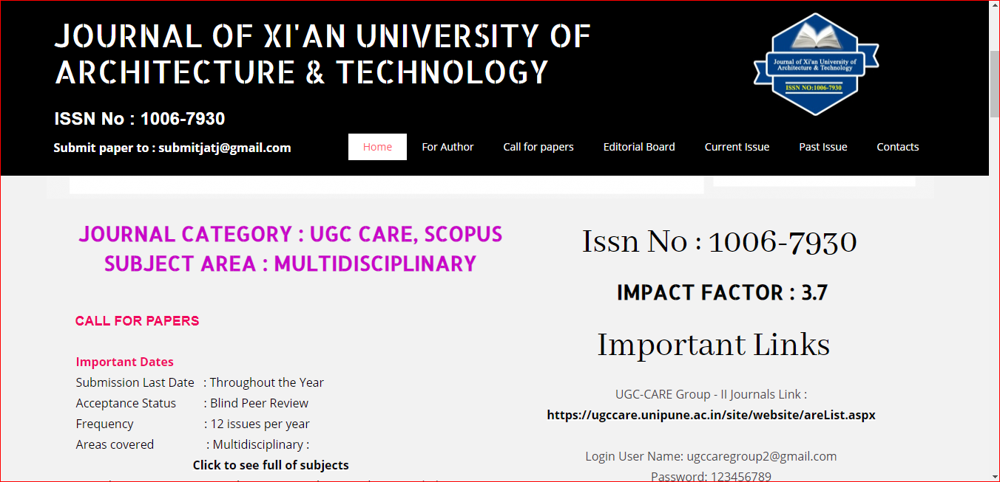 JOURNAL OF XI'AN UNIVERSITY OF
ARCHITECTURE & TECHNOLOGY
Journal of Xi'an University of
Architecture & Technology
ISSN NO:1006-7930
ISSN No : 1006-7930
Submit paper to : submitjatj@gmail.com
Home For Author Call for papers Editorial Board Current Issue Past Issue Contacts
JOURNAL CATEGORY : UGC CARE, SCOPUS
SUBJECT AREA : MULTIDISCIPLINARY
CALL FOR PAPERS
Important Dates
Submission Last Date : Throughout the Year
Acceptance Status : Blind Peer Review
Frequency : 12 issues per year
Areas covered : Multidisciplinary :
Click to see full of subjects
Issn No : 1006-7930
IMPACT FACTOR : 3.7
Important Links
UGC-CARE Group - II Journals Link :
https://ugccare.unipune.ac.in/site/website/areList.aspx
Login User Name: ugccaregroup2@gmail.com
Password: 123456789